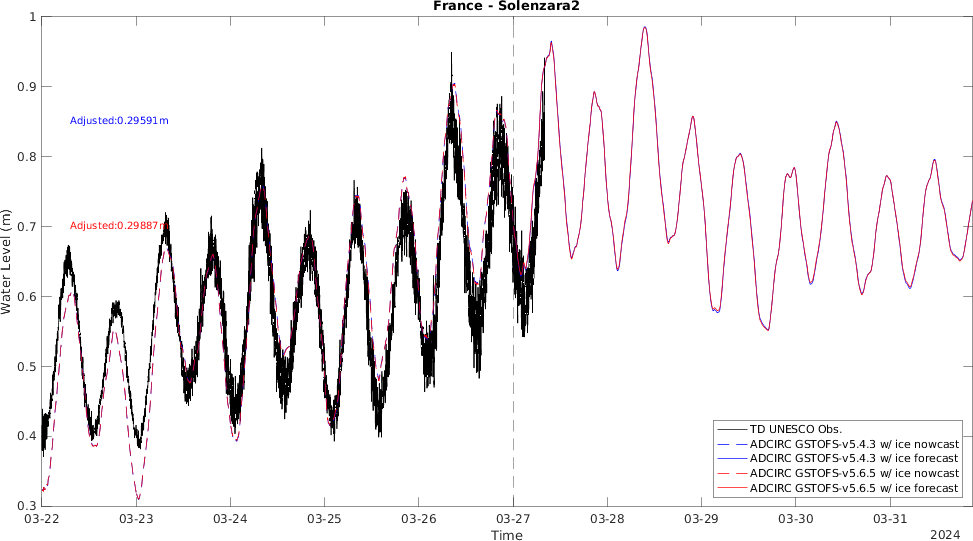 France - Solenzara2
1
0.9
0.8
0.7
0.6
0.5
0.4
0.3
Water Level (m)
Adjusted:0.29591m
Adjusted:0.29887m
TD UNESCO Obs.
ADCIRC GSTOFS-v5.4.3 w/ ice nowcast
ADCIRC GSTOFS-v5.4.3 w/ ice forecast
ADCIRC GSTOFS-v5.6.5 w/ ice nowcast
ADCIRC GSTOFS-v5.6.5 w/ ice forecast
03-22 03-23 03-24 03-25 03-26 03-27 03-28 03-29 03-30 03-31
Time
2024